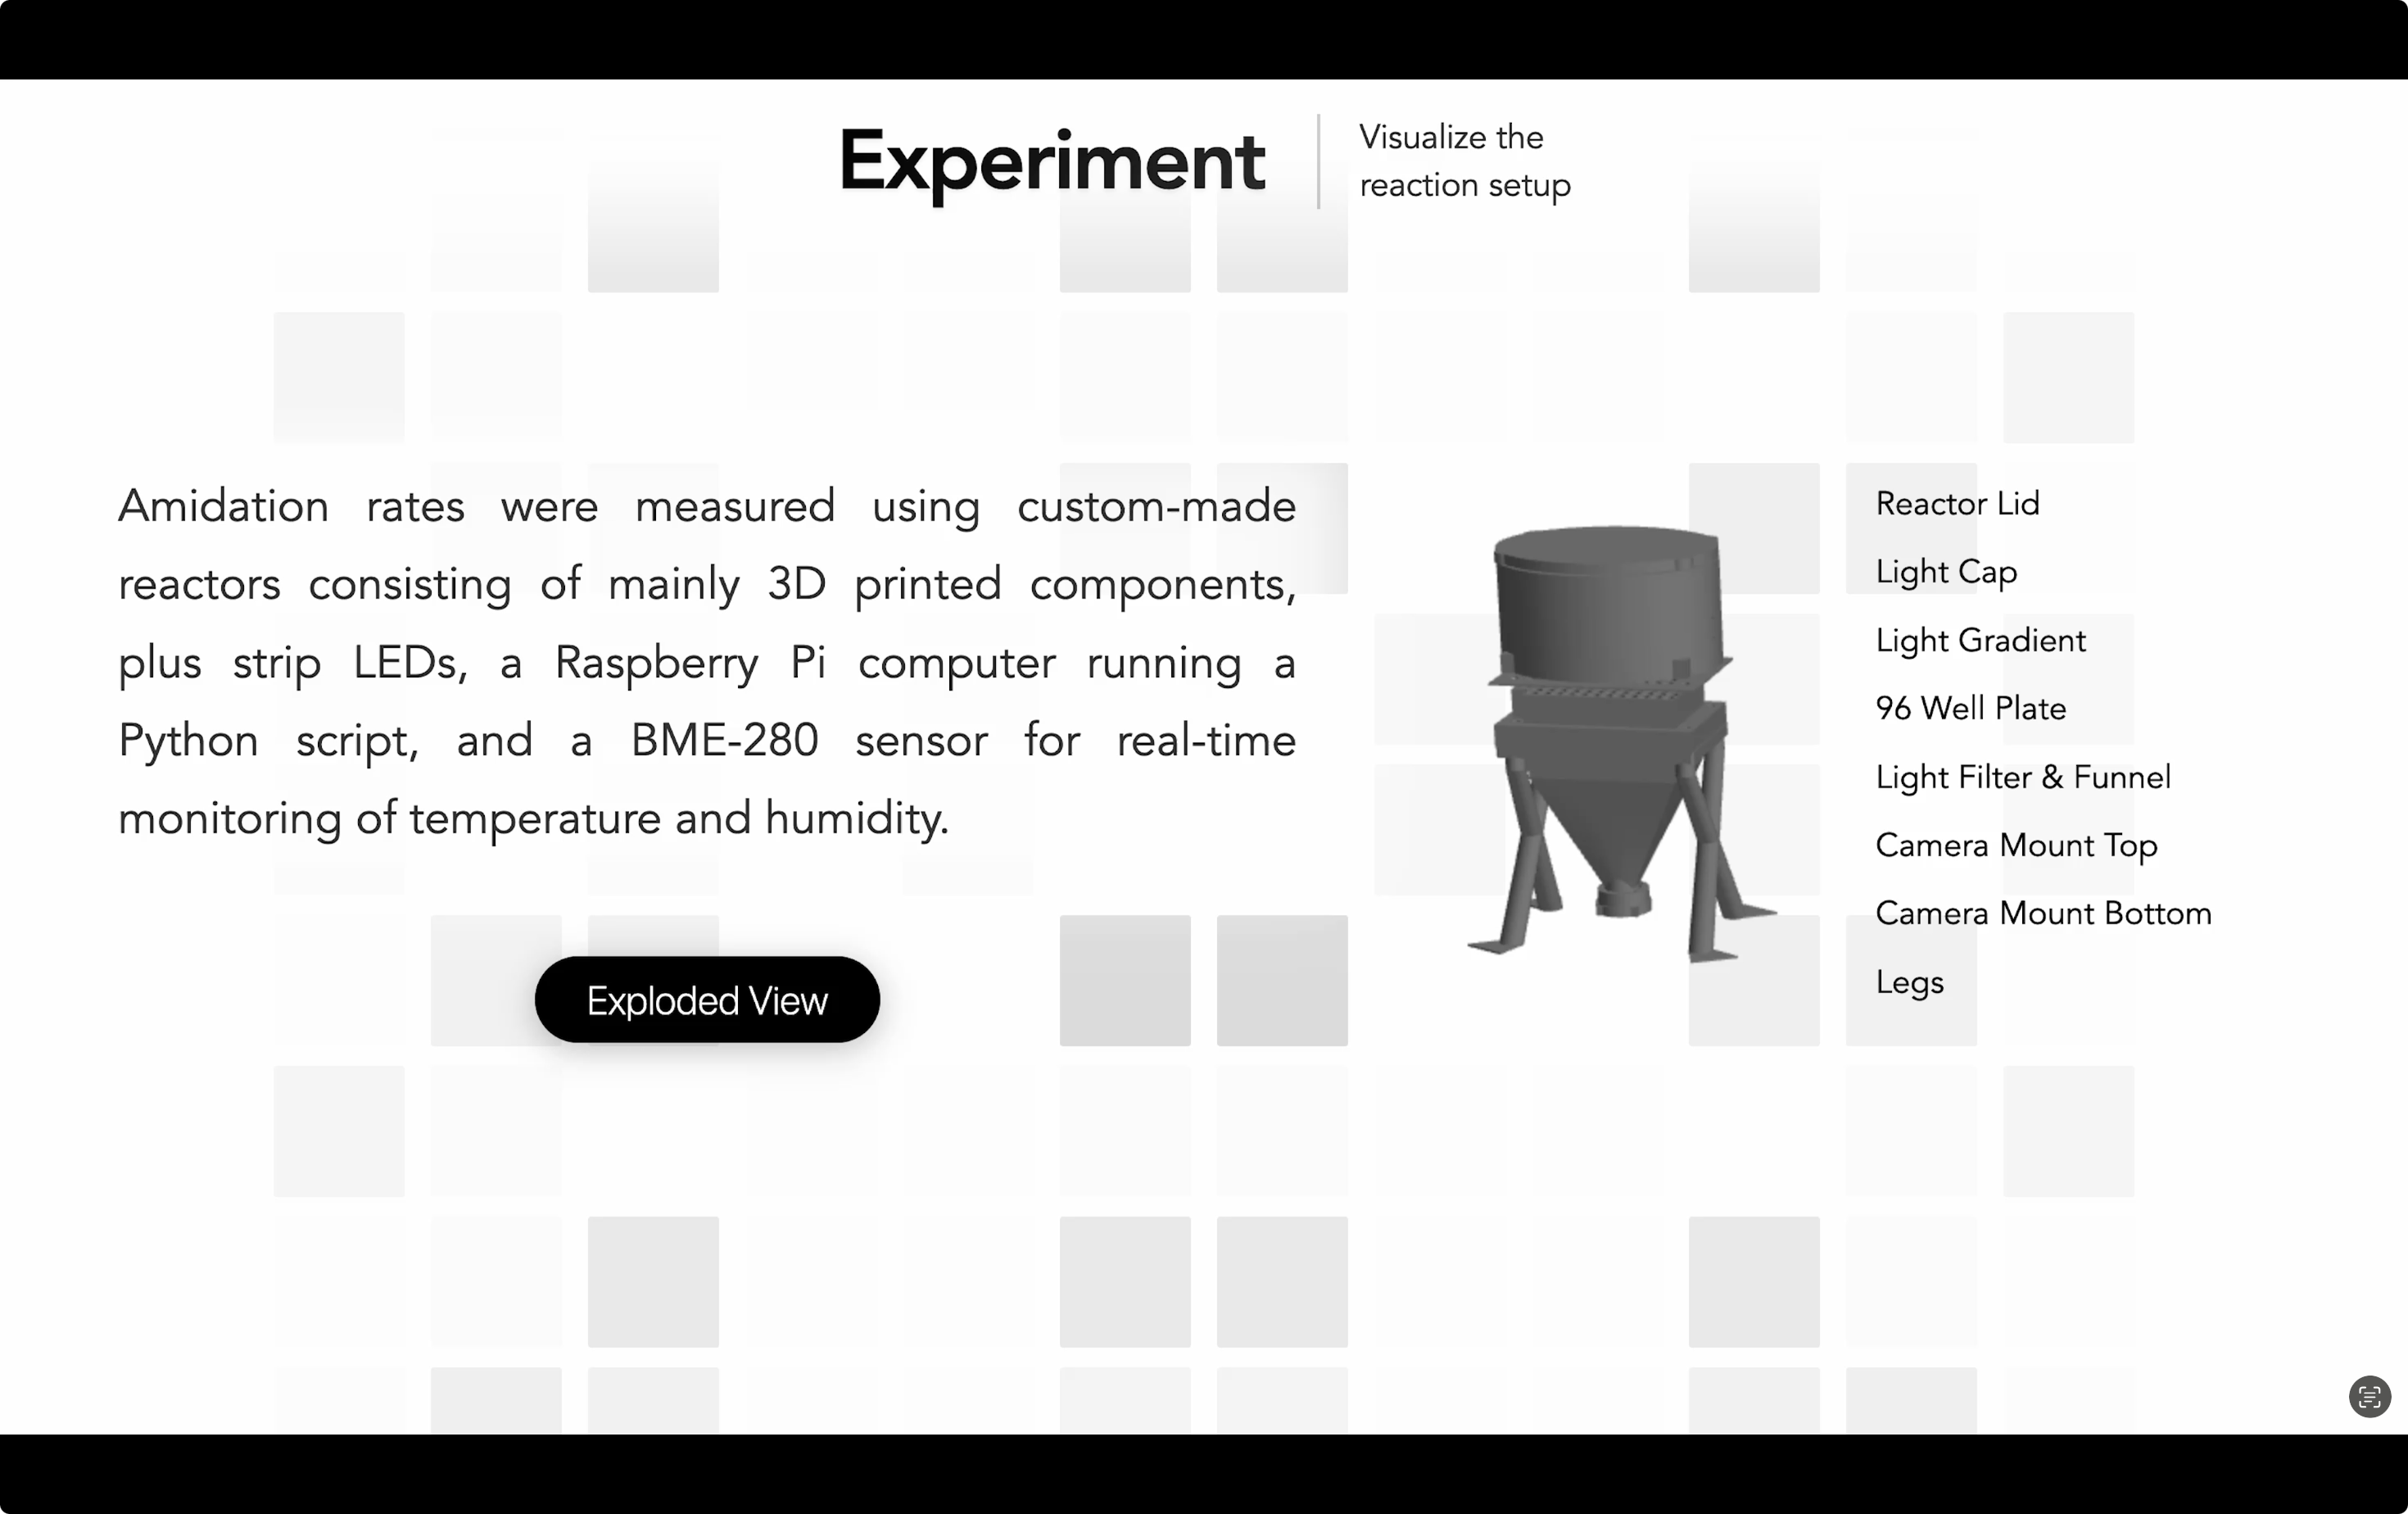 Experiment
Visualize the
reaction setup
Amidation rates were measured using custom-made
reactors consisting of mainly 3D printed components,
plus strip LEDs, a Raspberry Pi computer running a
Python script, and a BME-280 sensor for real-time
monitoring of temperature and humidity.
Exploded View
Reactor Lid
Light Cap
Light Gradient
96 Well Plate
Light Filter & Funnel
Camera Mount Top
Camera Mount Bottom
Legs